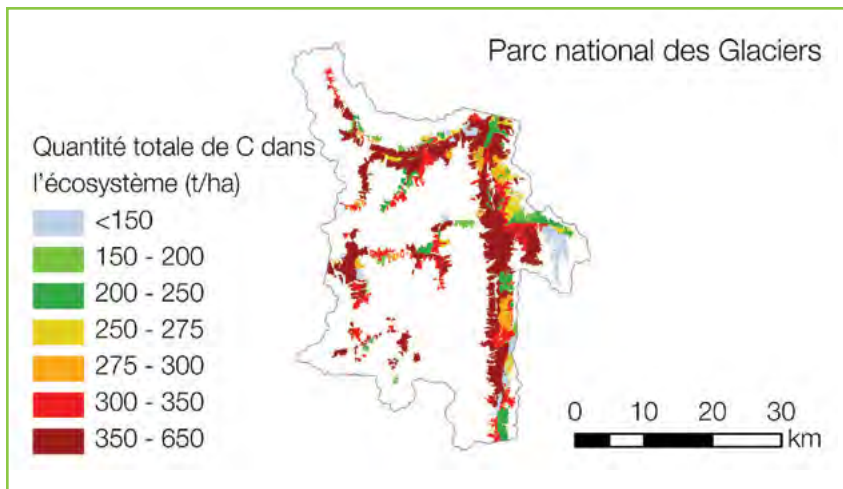 Parc national des Glaciers
Quantité totale de C dans
l'écosystème (t/ha)
<150
150 - 200
200 - 250
250 - 275
275 - 300
300 - 350
350 - 650
0 10 20 30
km